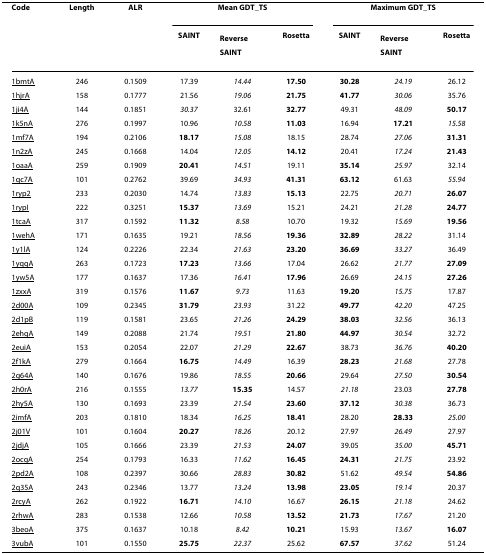 Code Length ALR Mean GDT_TS Maximum GDT_TS
SAINT Reverse SAINT Rosetta SAINT Reverse SAINT Rosetta
1bmtA 246 0.1509 17.39 14.44 17.50 30.28 24.19 26.12
1hjrA 158 0.1777 21.56 19.06 21.75 41.77 30.06 35.76
1ji4A 144 0.1851 30.37 32.61 32.77 49.31 48.09 50.17
1k5nA 276 0.1997 10.96 10.58 11.03 16.94 17.21 15.58
1mf7A 194 0.2106 18.17 15.08 18.15 28.74 27.06 31.31
1n2zA 245 0.1668 14.04 12.05 14.12 20.41 17.24 21.43
1oaaA 259 0.1909 20.41 14.51 19.11 35.14 25.97 32.14
1qc7A 101 0.2762 39.69 34.93 41.31 63.12 61.63 55.94
1ryp2 233 0.2030 14.74 13.83 15.13 22.75 20.71 26.07
1rypI 222 0.3251 15.37 13.69 15.21 24.21 21.28 24.77
1tcaA 317 0.1592 11.32 8.58 10.70 19.32 15.69 19.56
1wehA 171 0.1635 19.21 18.56 19.36 32.89 28.22 31.14
1y1lA 124 0.2226 22.34 21.63 23.20 36.69 33.27 36.49
1yqgA 263 0.1723 17.23 13.66 17.04 26.62 21.77 27.09
1yw5A 177 0.1637 17.36 16.41 17.96 26.69 24.15 27.26
1zxxA 319 0.1576 11.67 9.73 11.63 19.20 15.75 17.87
2d00A 109 0.2345 31.79 23.93 31.22 49.77 42.20 47.25
2d1pB 119 0.1581 23.65 21.26 24.29 38.03 32.56 36.13
2ehgA 149 0.2088 21.74 19.51 21.80 44.97 30.54 32.72
2euiA 153 0.2054 22.07 21.29 22.67 38.73 36.76 40.20
2f1kA 279 0.1664 16.75 14.49 16.39 28.23 21.68 27.78
2g64A 140 0.1676 19.86 18.55 20.66 29.64 27.50 30.54
2h0rA 216 0.1555 13.77 15.35 14.57 21.18 23.03 27.78
2hy5A 130 0.1693 23.39 21.54 23.60 37.12 30.38 36.73
2imfA 203 0.1810 18.34 16.25 18.41 28.20 28.33 25.00
2j01V 101 0.1604 20.27 18.26 20.12 27.97 26.49 27.97
2jdjA 105 0.1666 23.39 21.53 24.07 39.05 35.00 45.71
2ocgA 254 0.1793 16.33 11.62 16.45 24.31 21.75 23.92
2pd2A 108 0.2397 30.66 28.83 30.82 51.62 49.54 54.86
2q35A 243 0.2346 13.77 13.24 13.98 23.05 19.14 20.37
2rcyA 262 0.1922 16.71 14.10 16.67 26.15 21.18 24.62
2rhwA 283 0.1538 12.66 10.58 13.52 21.73 17.67 21.20
3beoA 375 0.1637 10.18 8.42 10.21 15.93 13.67 16.07
3vubA 101 0.1550 25.75 22.37 25.62 67.57 37.62 51.24